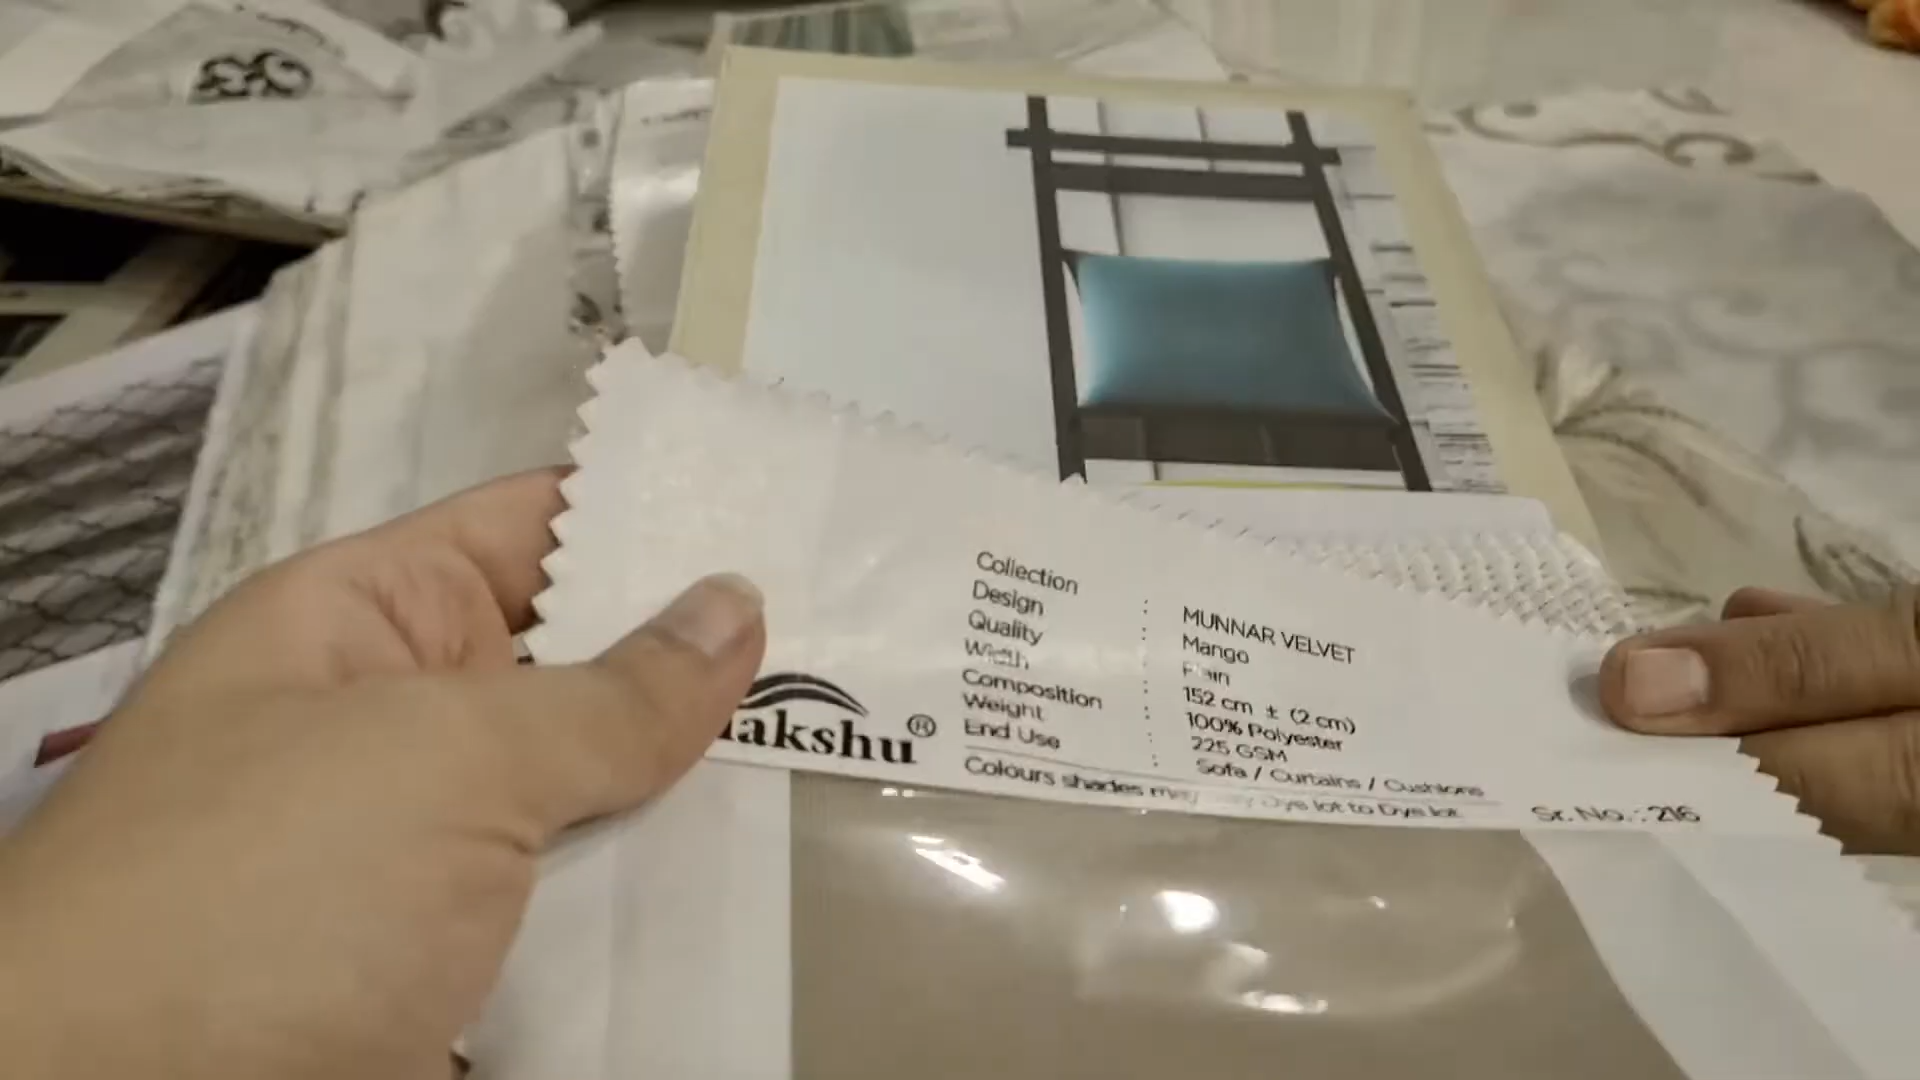 Collection : MUNNAR VELVET
Design : Mango
Quality : Plain
Width : 152 cm ± (2 cm)
Composition : 100% Polyester
Weight : 225 GSM
End Use : Sofa / Curtains / Cushions
akshu®
Colours shades may Dye lot to Dye lot
Sr. No. : 216